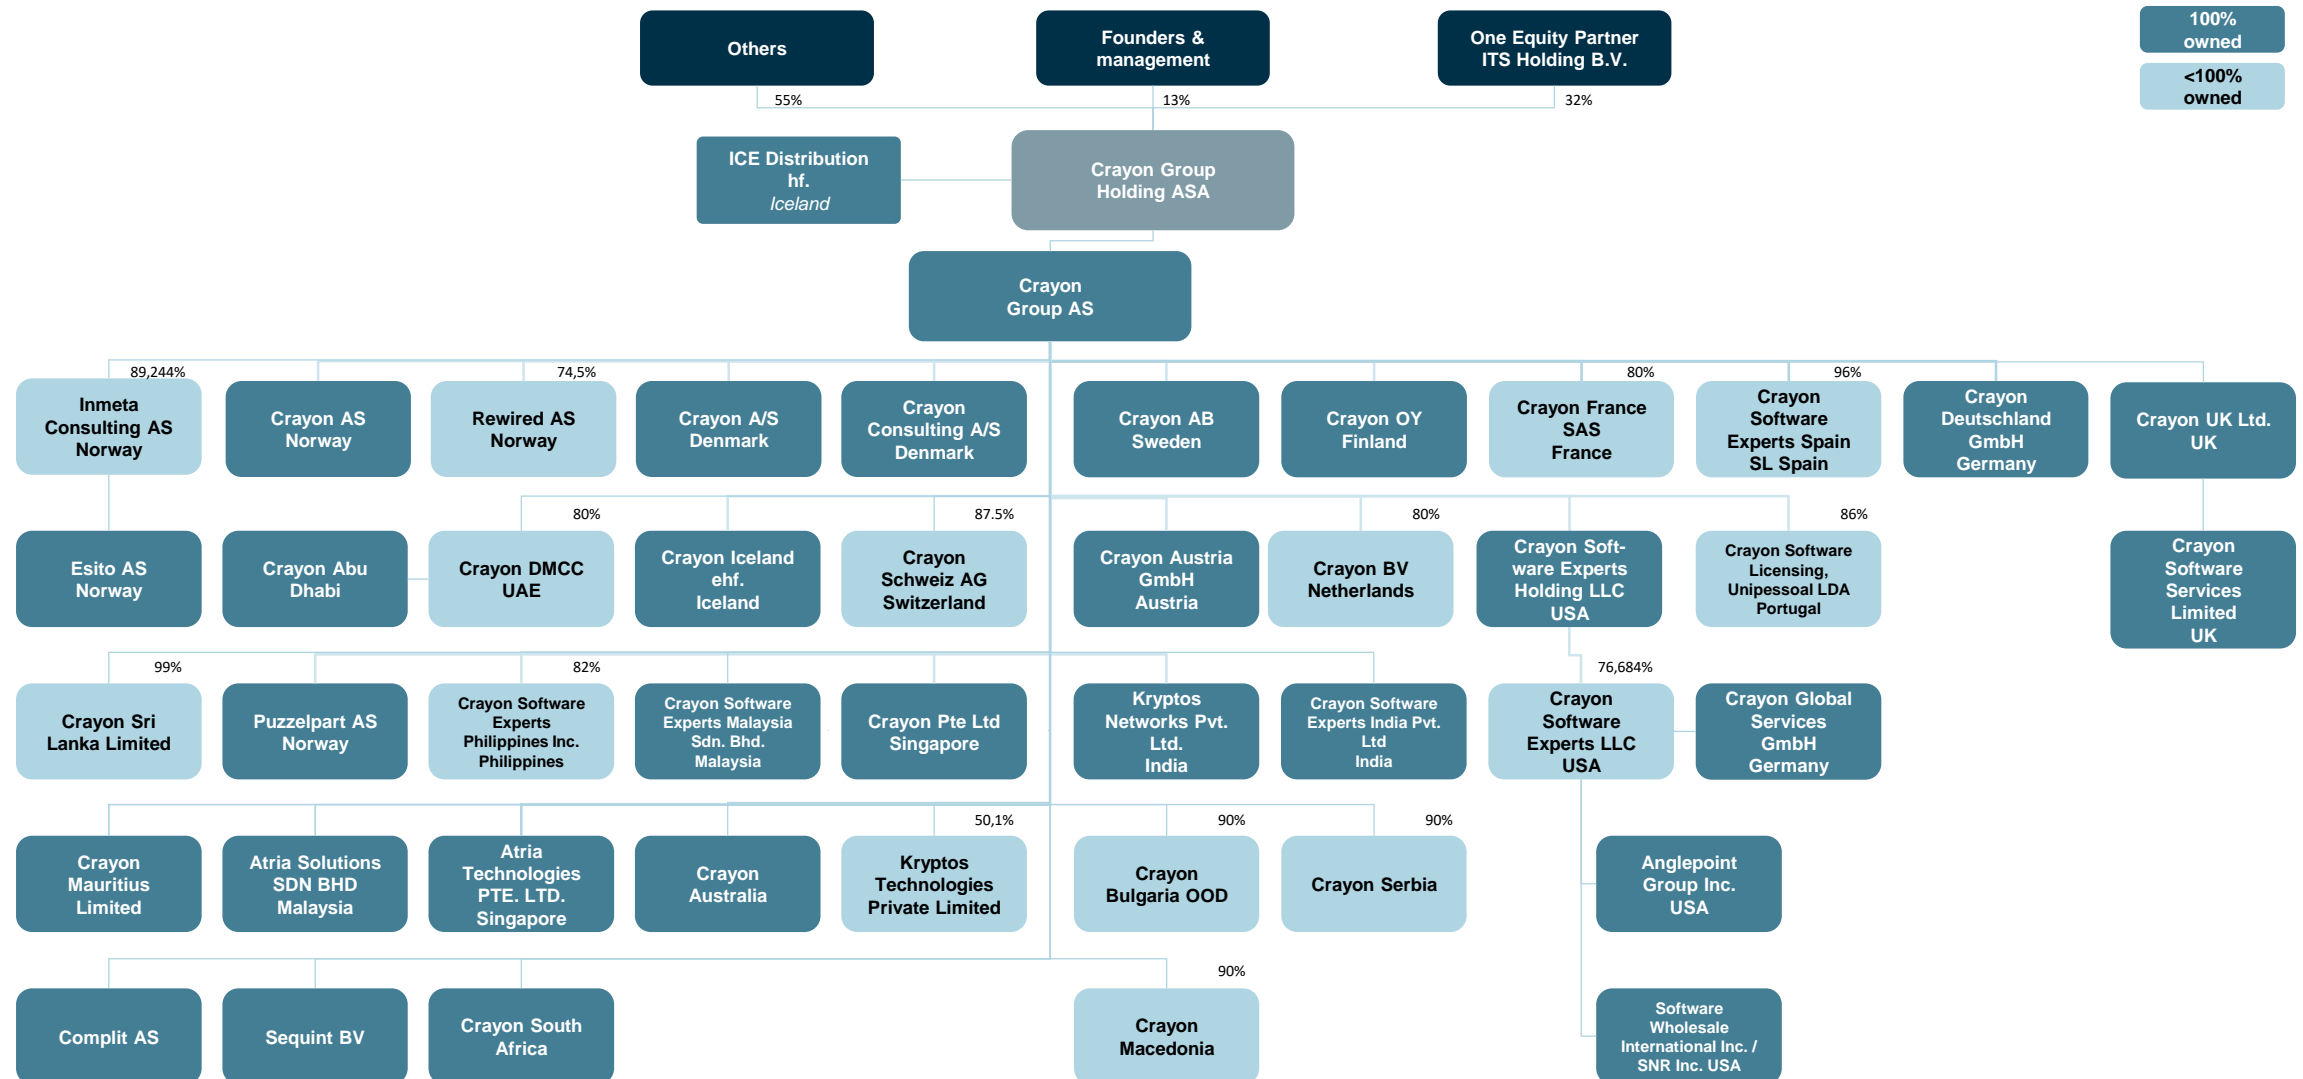 Others
Founders &
management
One Equity Partner
ITS Holding B.V.
100%
owned
<100%
owned
55%
13%
32%
ICE Distribution
hf.
Iceland
Crayon Group
Holding ASA
Crayon
Group AS
89,244%
74,5%
80%
96%
Inmeta
Consulting AS
Norway
Crayon AS
Norway
Rewired AS
Norway
Crayon A/S
Denmark
Crayon
Consulting A/S
Denmark
Crayon AB
Sweden
Crayon OY
Finland
Crayon France
SAS
France
Crayon
Software
Experts Spain
SL Spain
Crayon
Deutschland
GmbH
Germany
Crayon UK Ltd.
UK
80%
87.5%
80%
86%
Esito AS
Norway
Crayon Abu
Dhabi
Crayon DMCC
UAE
Crayon Iceland
ehf.
Iceland
Crayon
Schweiz AG
Switzerland
Crayon Austria
GmbH
Austria
Crayon BV
Netherlands
Crayon Soft-
ware Experts
Holding LLC
USA
Crayon Software
Licensing,
Unipessoal LDA
Portugal
Crayon
Software
Services
Limited
UK
99%
82%
76,684%
Crayon Sri
Lanka Limited
Puzzelpart AS
Norway
Crayon Software
Experts
Philippines Inc.
Philippines
Crayon Software
Experts Malaysia
Sdn. Bhd.
Malaysia
Crayon Pte Ltd
Singapore
Kryptos
Networks Pvt.
Ltd.
India
Crayon Software
Experts India Pvt.
Ltd
India
Crayon
Software
Experts LLC
USA
Crayon Global
Services
GmbH
Germany
50,1%
90%
90%
Crayon
Mauritius
Limited
Atria Solutions
SDN BHD
Malaysia
Atria
Technologies
PTE. LTD.
Singapore
Crayon
Australia
Kryptos
Technologies
Private Limited
Crayon
Bulgaria OOD
Crayon Serbia
Anglepoint
Group Inc.
USA
90%
Complit AS
Sequint BV
Crayon South
Africa
Crayon
Macedonia
Software
Wholesale
International Inc. /
SNR Inc. USA